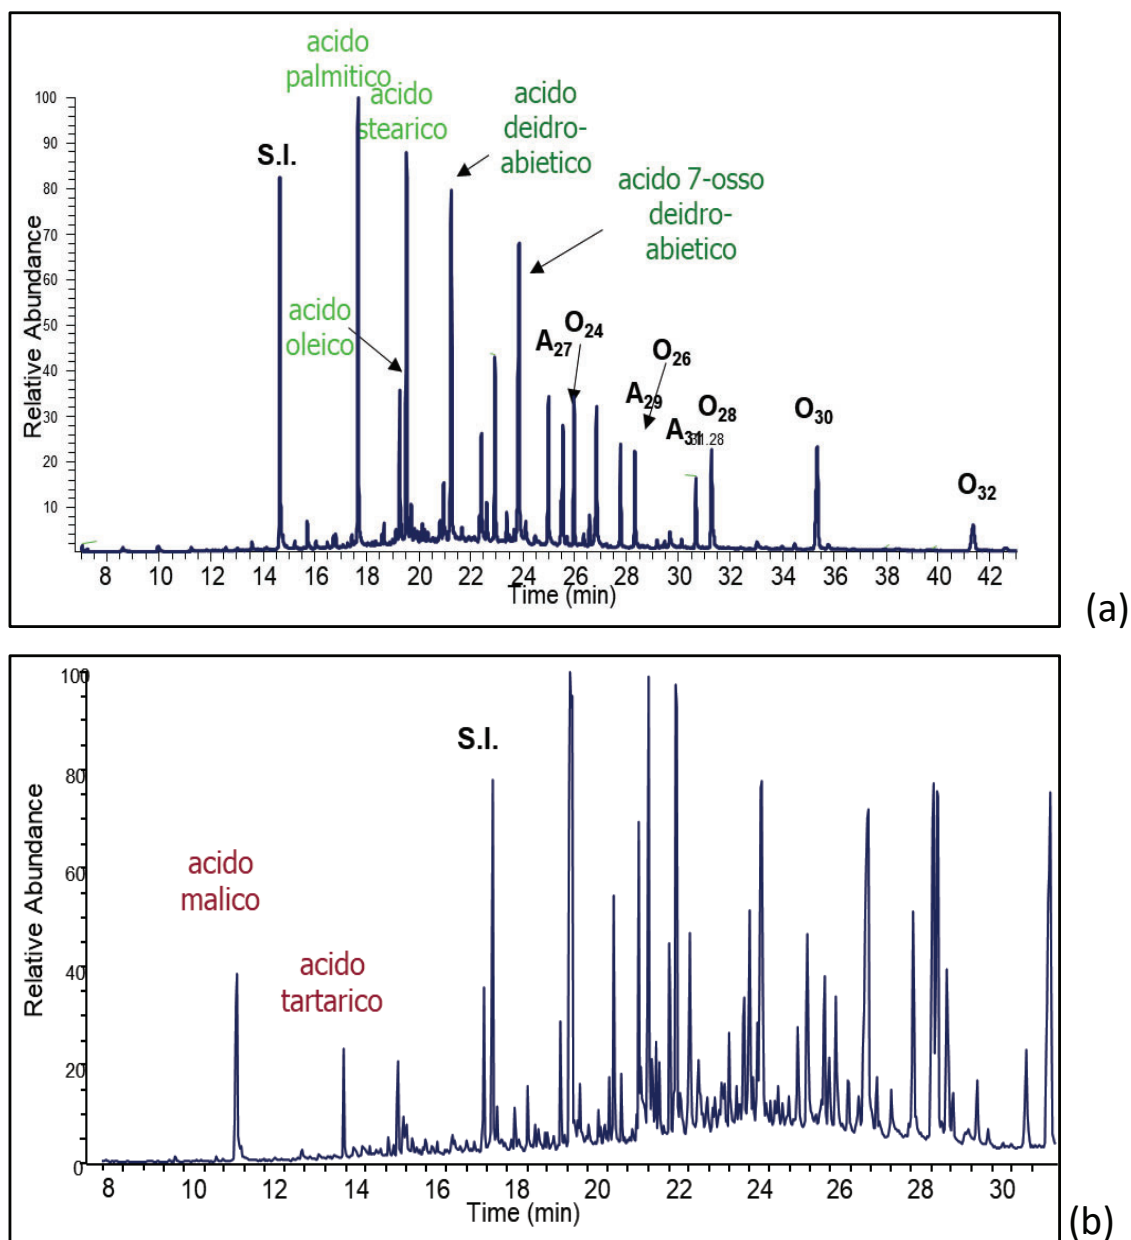 acido
palmitico
acido
stearico
acido
deidro-
abietico
S.I.
acido 7-osso
deidro-
abietico
acido
oleico
A27
O24
O26
A29
A31
31.28
O28
O30
O32
Relative Abundance
100
90
80
70
60
50
40
30
20
10
8 10 12 14 16 18 20 22 24 26 28 30 32 34 36 38 40 42
Time (min)
(a)
S.I.
acido
malico
acido
tartarico
Relative Abundance
100
80
60
40
20
0
8 10 12 14 16 18 20 22 24 26 28 30
Time (min)
(b)